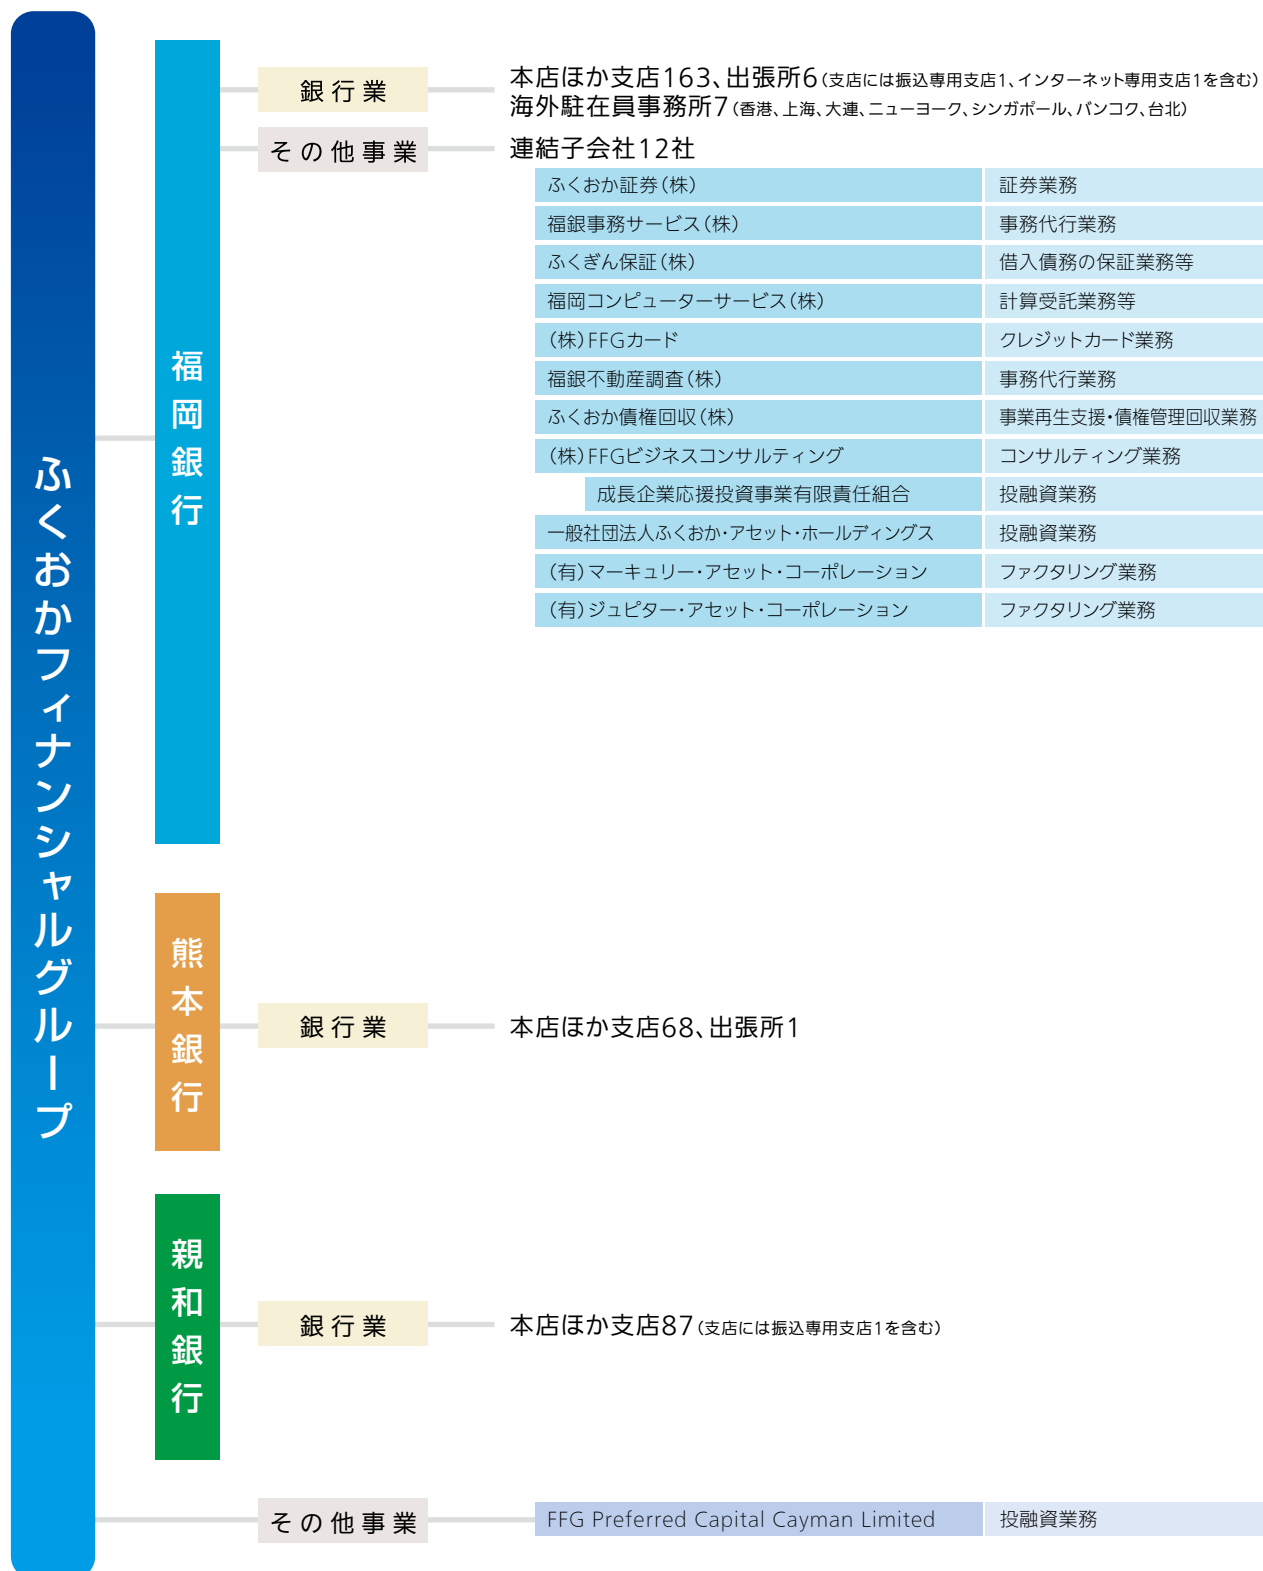 ふくおかフィナンシャルグループ
福岡銀行
銀行業
本店ほか支店163、出張所6(支店には振込専用支店1、インターネット専用支店1を含む)
海外駐在員事務所7(香港、上海、大連、ニューヨーク、シンガポール、バンコク、台北)
その他事業
連結子会社12社
ふくおか証券(株) 証券業務
福銀事務サービス(株) 事務代行業務
ふくぎん保証(株) 借入債務の保証業務等
福岡コンピューターサービス(株) 計算受託業務等
(株)FFGカード クレジットカード業務
福銀不動産調査(株) 事務代行業務
ふくおか債権回収(株) 事業再生支援・債権管理回収業務
(株)FFGビジネスコンサルティング コンサルティング業務
成長企業応援投資事業有限責任組合 投融資業務
一般社団法人ふくおか・アセット・ホールディングス 投融資業務
(有)マーキュリー・アセット・コーポレーション ファクタリング業務
(有)ジュピター・アセット・コーポレーション ファクタリング業務
熊本銀行
銀行業
本店ほか支店68、出張所1
親和銀行
銀行業
本店ほか支店87(支店には振込専用支店1を含む)
その他事業
FFG Preferred Capital Cayman Limited 投融資業務